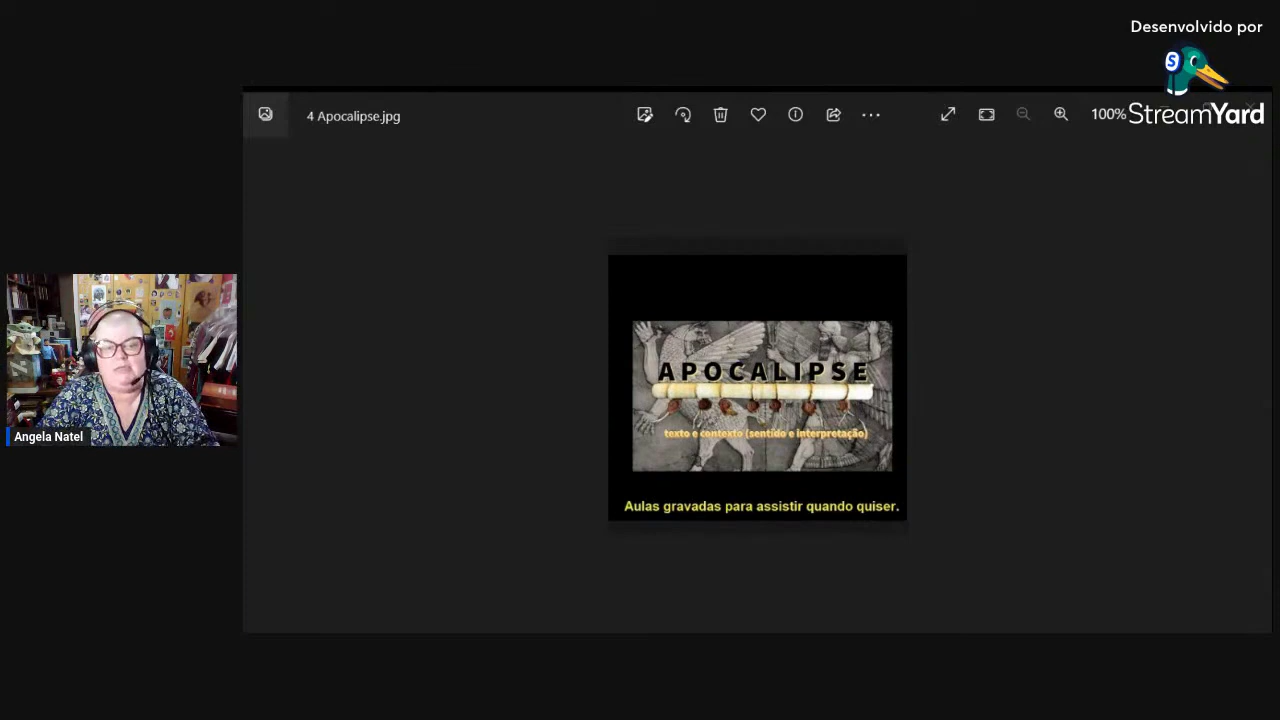 Desenvolvido por
StreamYard
4 Apocalipse.jpg
100%
APOCALIPSE
texto e contexto (sentido e interpretação)
Aulas gravadas para assistir quando quiser.
Angela Natel